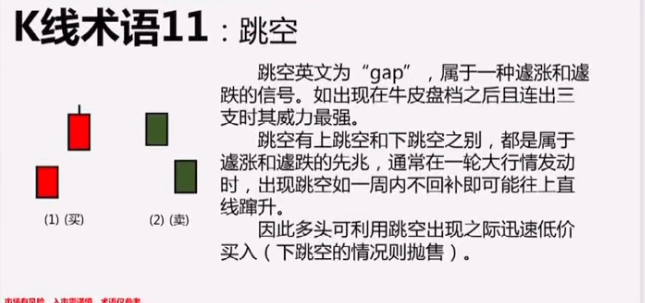 K线术语11：跳空
跳空英文为“gap”，属于一种遽涨和遽
跌的信号。如出现在牛皮盘档之后且连出三
支时其威力最强。
跳空有上跳空和下跳空之别，都是属于
遽涨和遽跌的先兆，通常在一轮大行情发动
时，出现跳空如一周内不回补即可能往上直
线蹿升。
因此多头可利用跳空出现之际迅速低价
买入（下跳空的情况则抛售）。
(1) (买)
(2) (卖)